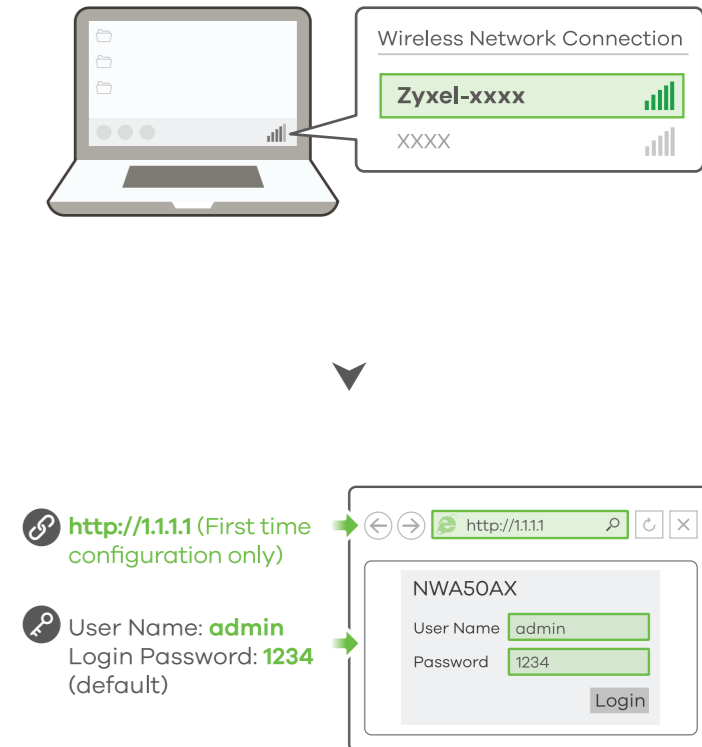 Wireless Network Connection
Zyxel-xxxx
XXXX
http://1.1.1.1 (First time
configuration only)
http://1.1.1.1
NWA50AX
User Name: admin
Login Password: 1234
(default)
User Name admin
Password 1234
Login